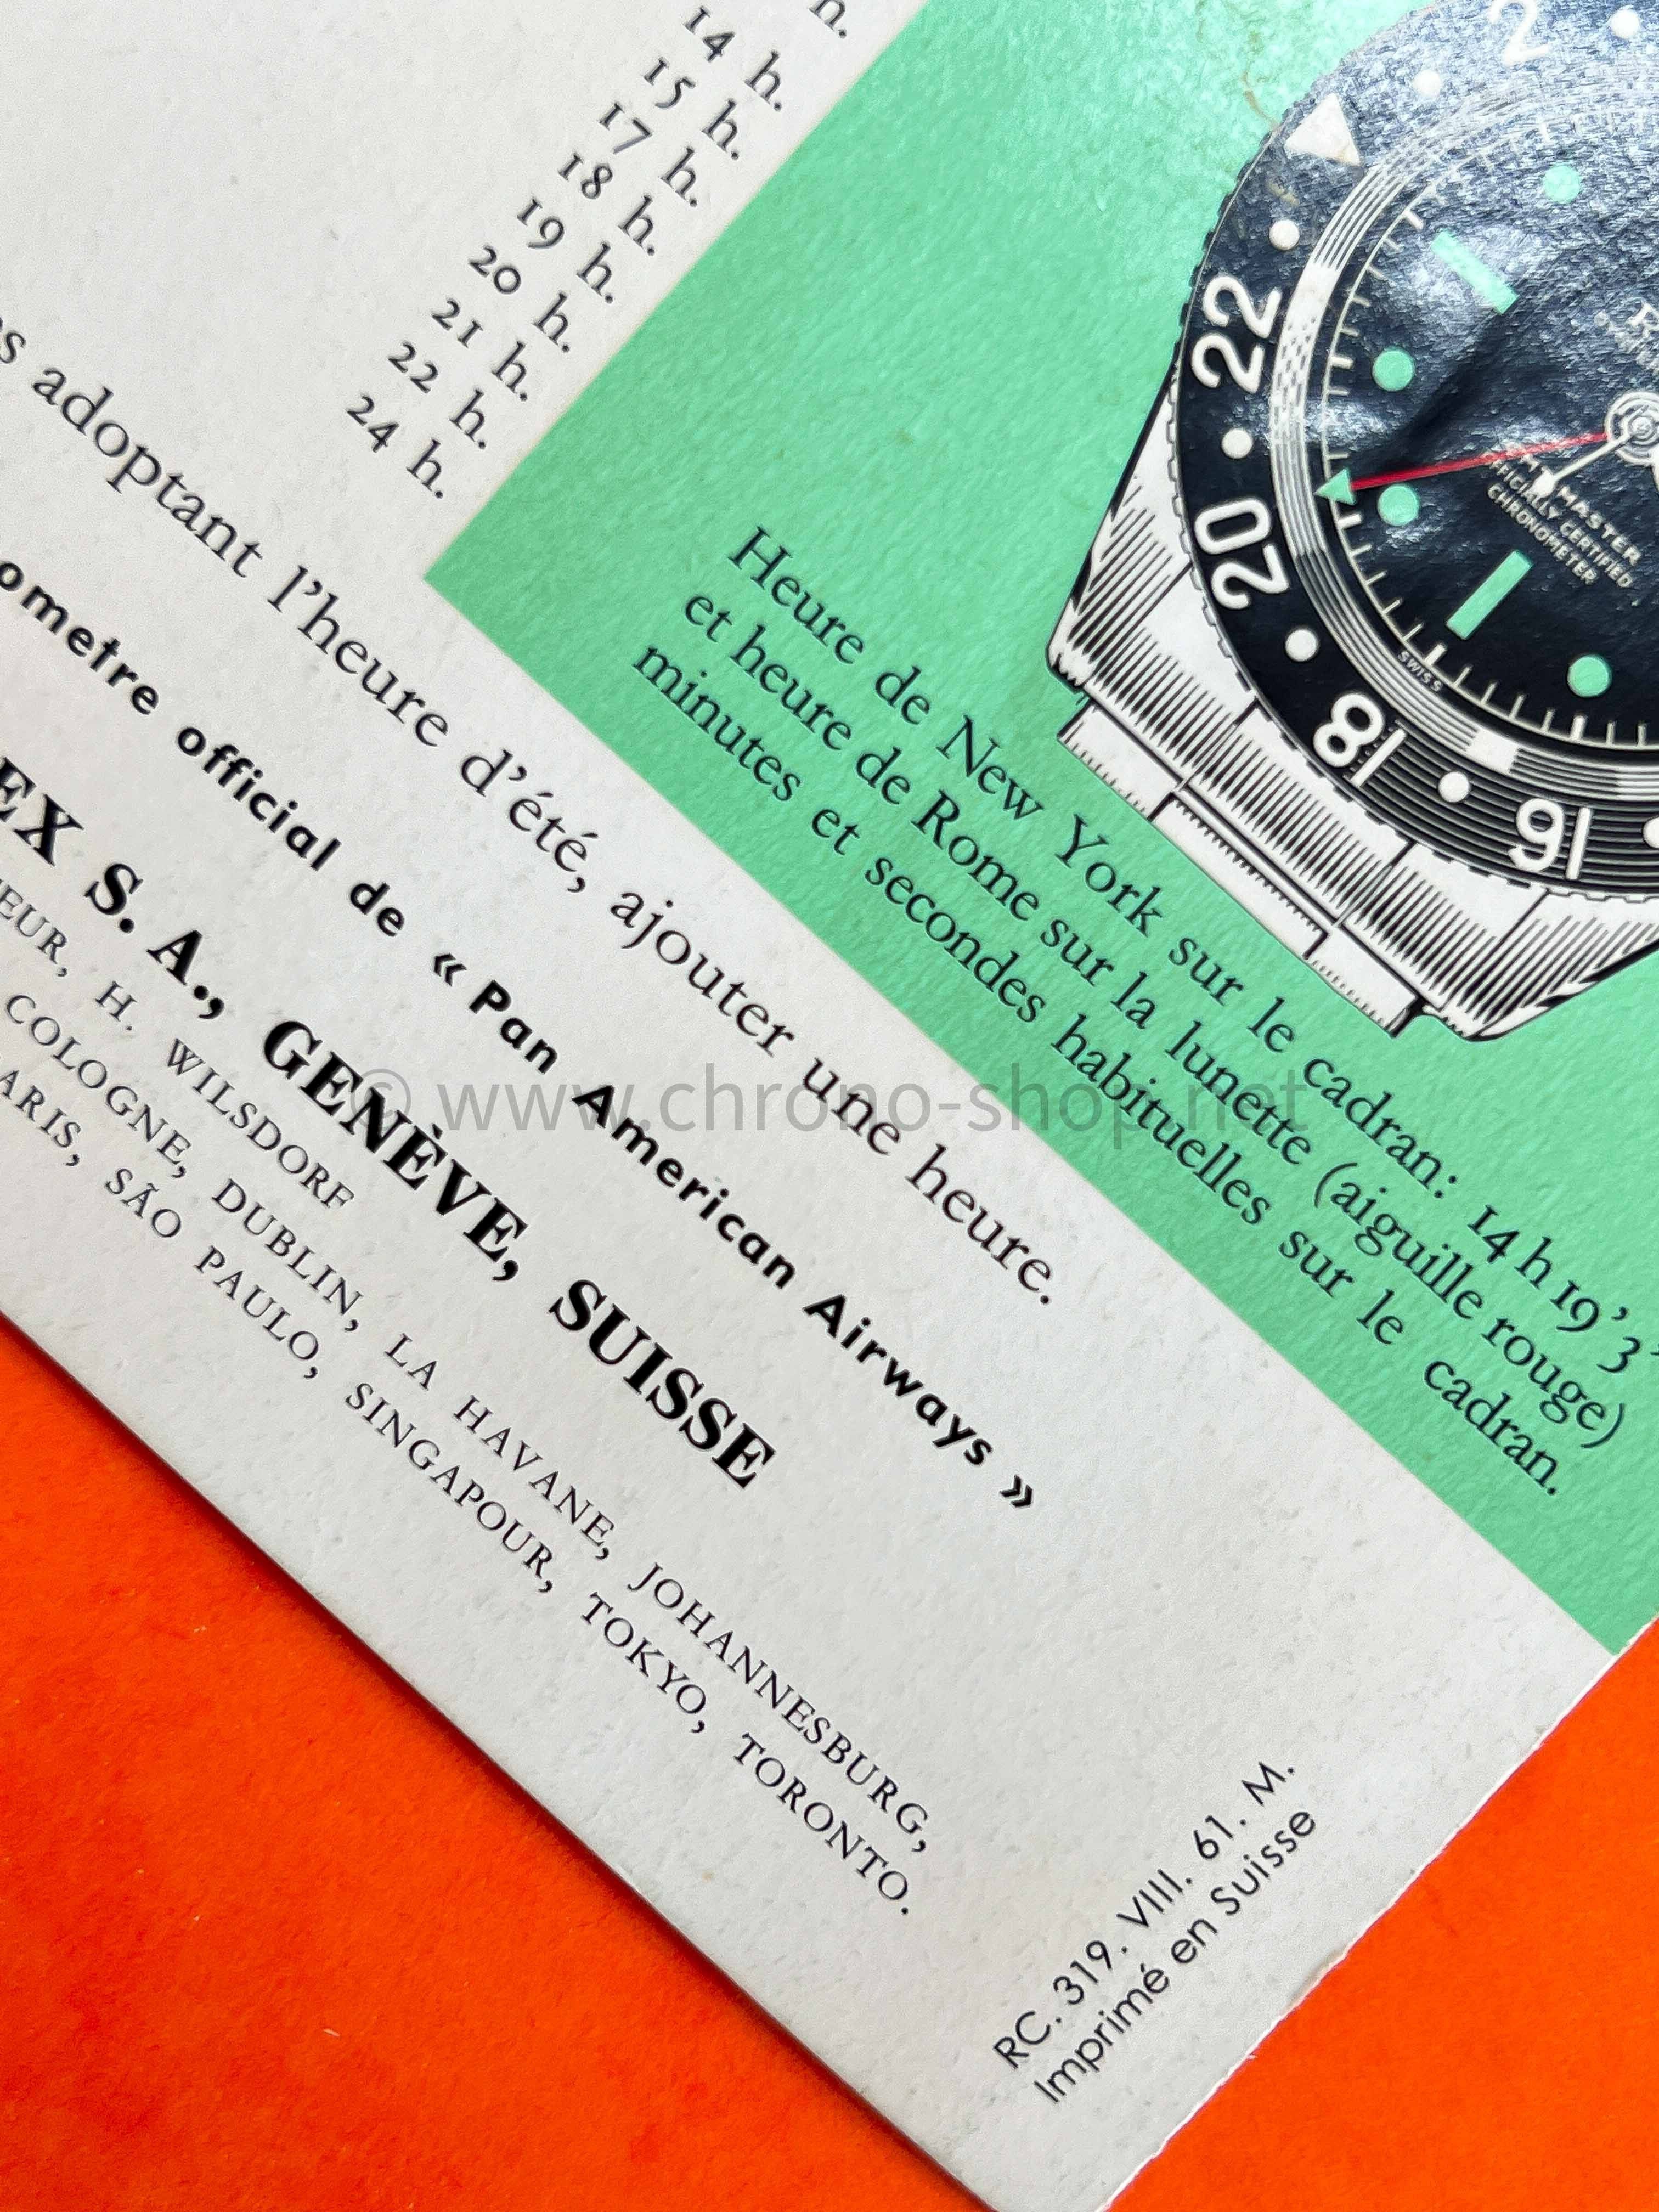 h.
14 h.
15 h.
17 h.
18 h.
19 h.
20 h.
21 h.
22 h.
24 h.
adoptant l’heure d’été, ajouter une heure.
official de « Pan American Airways »
S. A., GENÈVE, SUISSE
H. WILSDORF
COLOGNE, DUBLIN, LA HAVANE, JOHANNESBURG,
SÃO PAULO, SINGAPOUR, TOKYO, TORONTO.
RC. 319. VIII. 61. M.
Imprimé en Suisse
2
22
20
18
16
MASTER
OFFICIALLY CERTIFIED
CHRONOMETER
SWISS
Heure de New York sur le cadran: 14 h 19’3
et heure de Rome sur la lunette (aiguille rouge)
minutes et secondes habituelles sur le cadran.
© www.chrono-shop.net